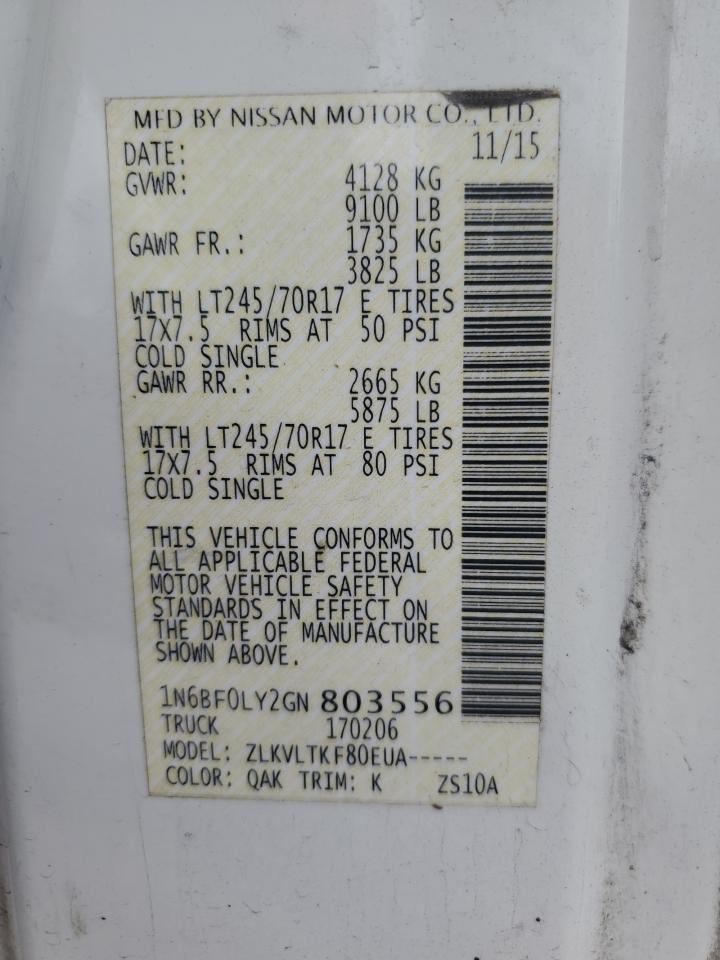 MFD BY NISSAN MOTOR CO., LTD.
DATE: 11/15
GVWR: 4128 KG
9100 LB
GAWR FR.: 1735 KG
3825 LB
WITH LT245/70R17 E TIRES
17X7.5 RIMS AT 50 PSI
COLD SINGLE
GAWR RR.: 2665 KG
5875 LB
WITH LT245/70R17 E TIRES
17X7.5 RIMS AT 80 PSI
COLD SINGLE
THIS VEHICLE CONFORMS TO
ALL APPLICABLE FEDERAL
MOTOR VEHICLE SAFETY
STANDARDS IN EFFECT ON
THE DATE OF MANUFACTURE
SHOWN ABOVE.
1N6BF0LY2GN 803556
TRUCK 170206
MODEL: ZLKVLTKF80EUA-----
COLOR: QAK TRIM: K ZS10A